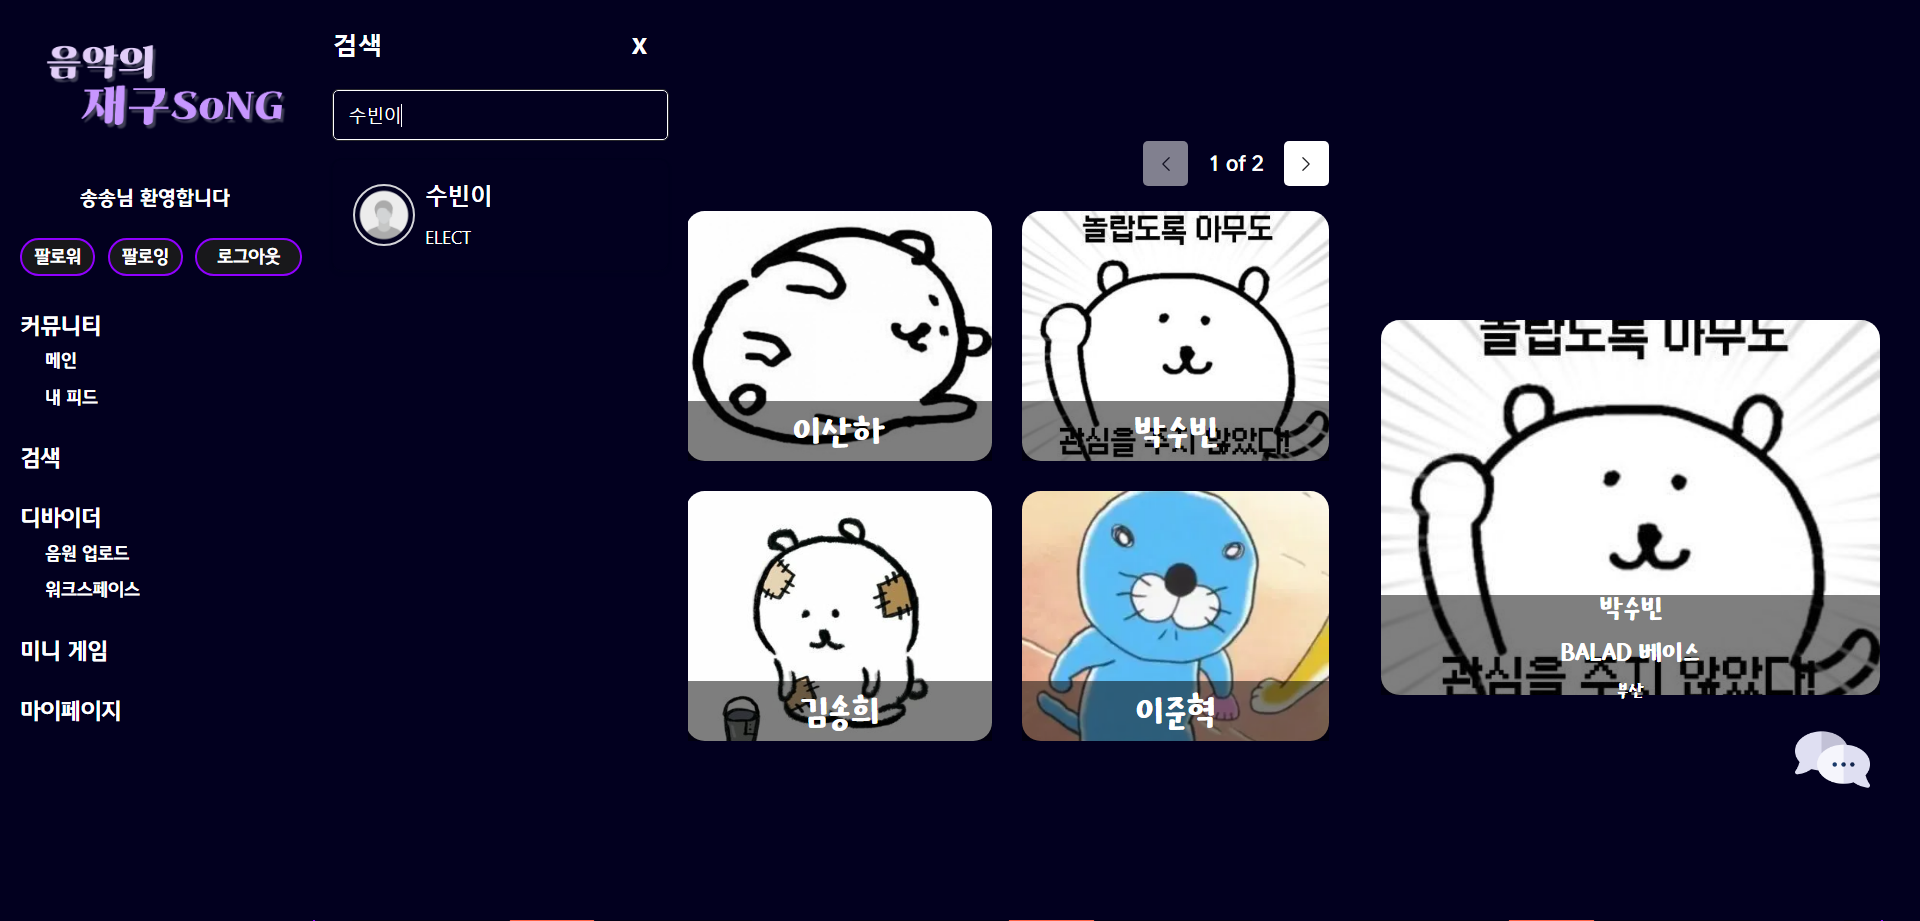 음악의
재구SoNG
송송님 환영합니다
팔로워
팔로잉
로그아웃
커뮤니티
메인
내 피드
검색
디바이더
음원 업로드
워크스페이스
미니 게임
마이페이지
검색
X
수빈이
수빈이
ELECT
1 of 2
이산하
놀랍도록 아무도
관심을 주지 않았다!
박수빈
김송희
이준혁
놀랍도록 아무도
박수빈
BALAD 베이스
관심을 주지 않았다!
부산